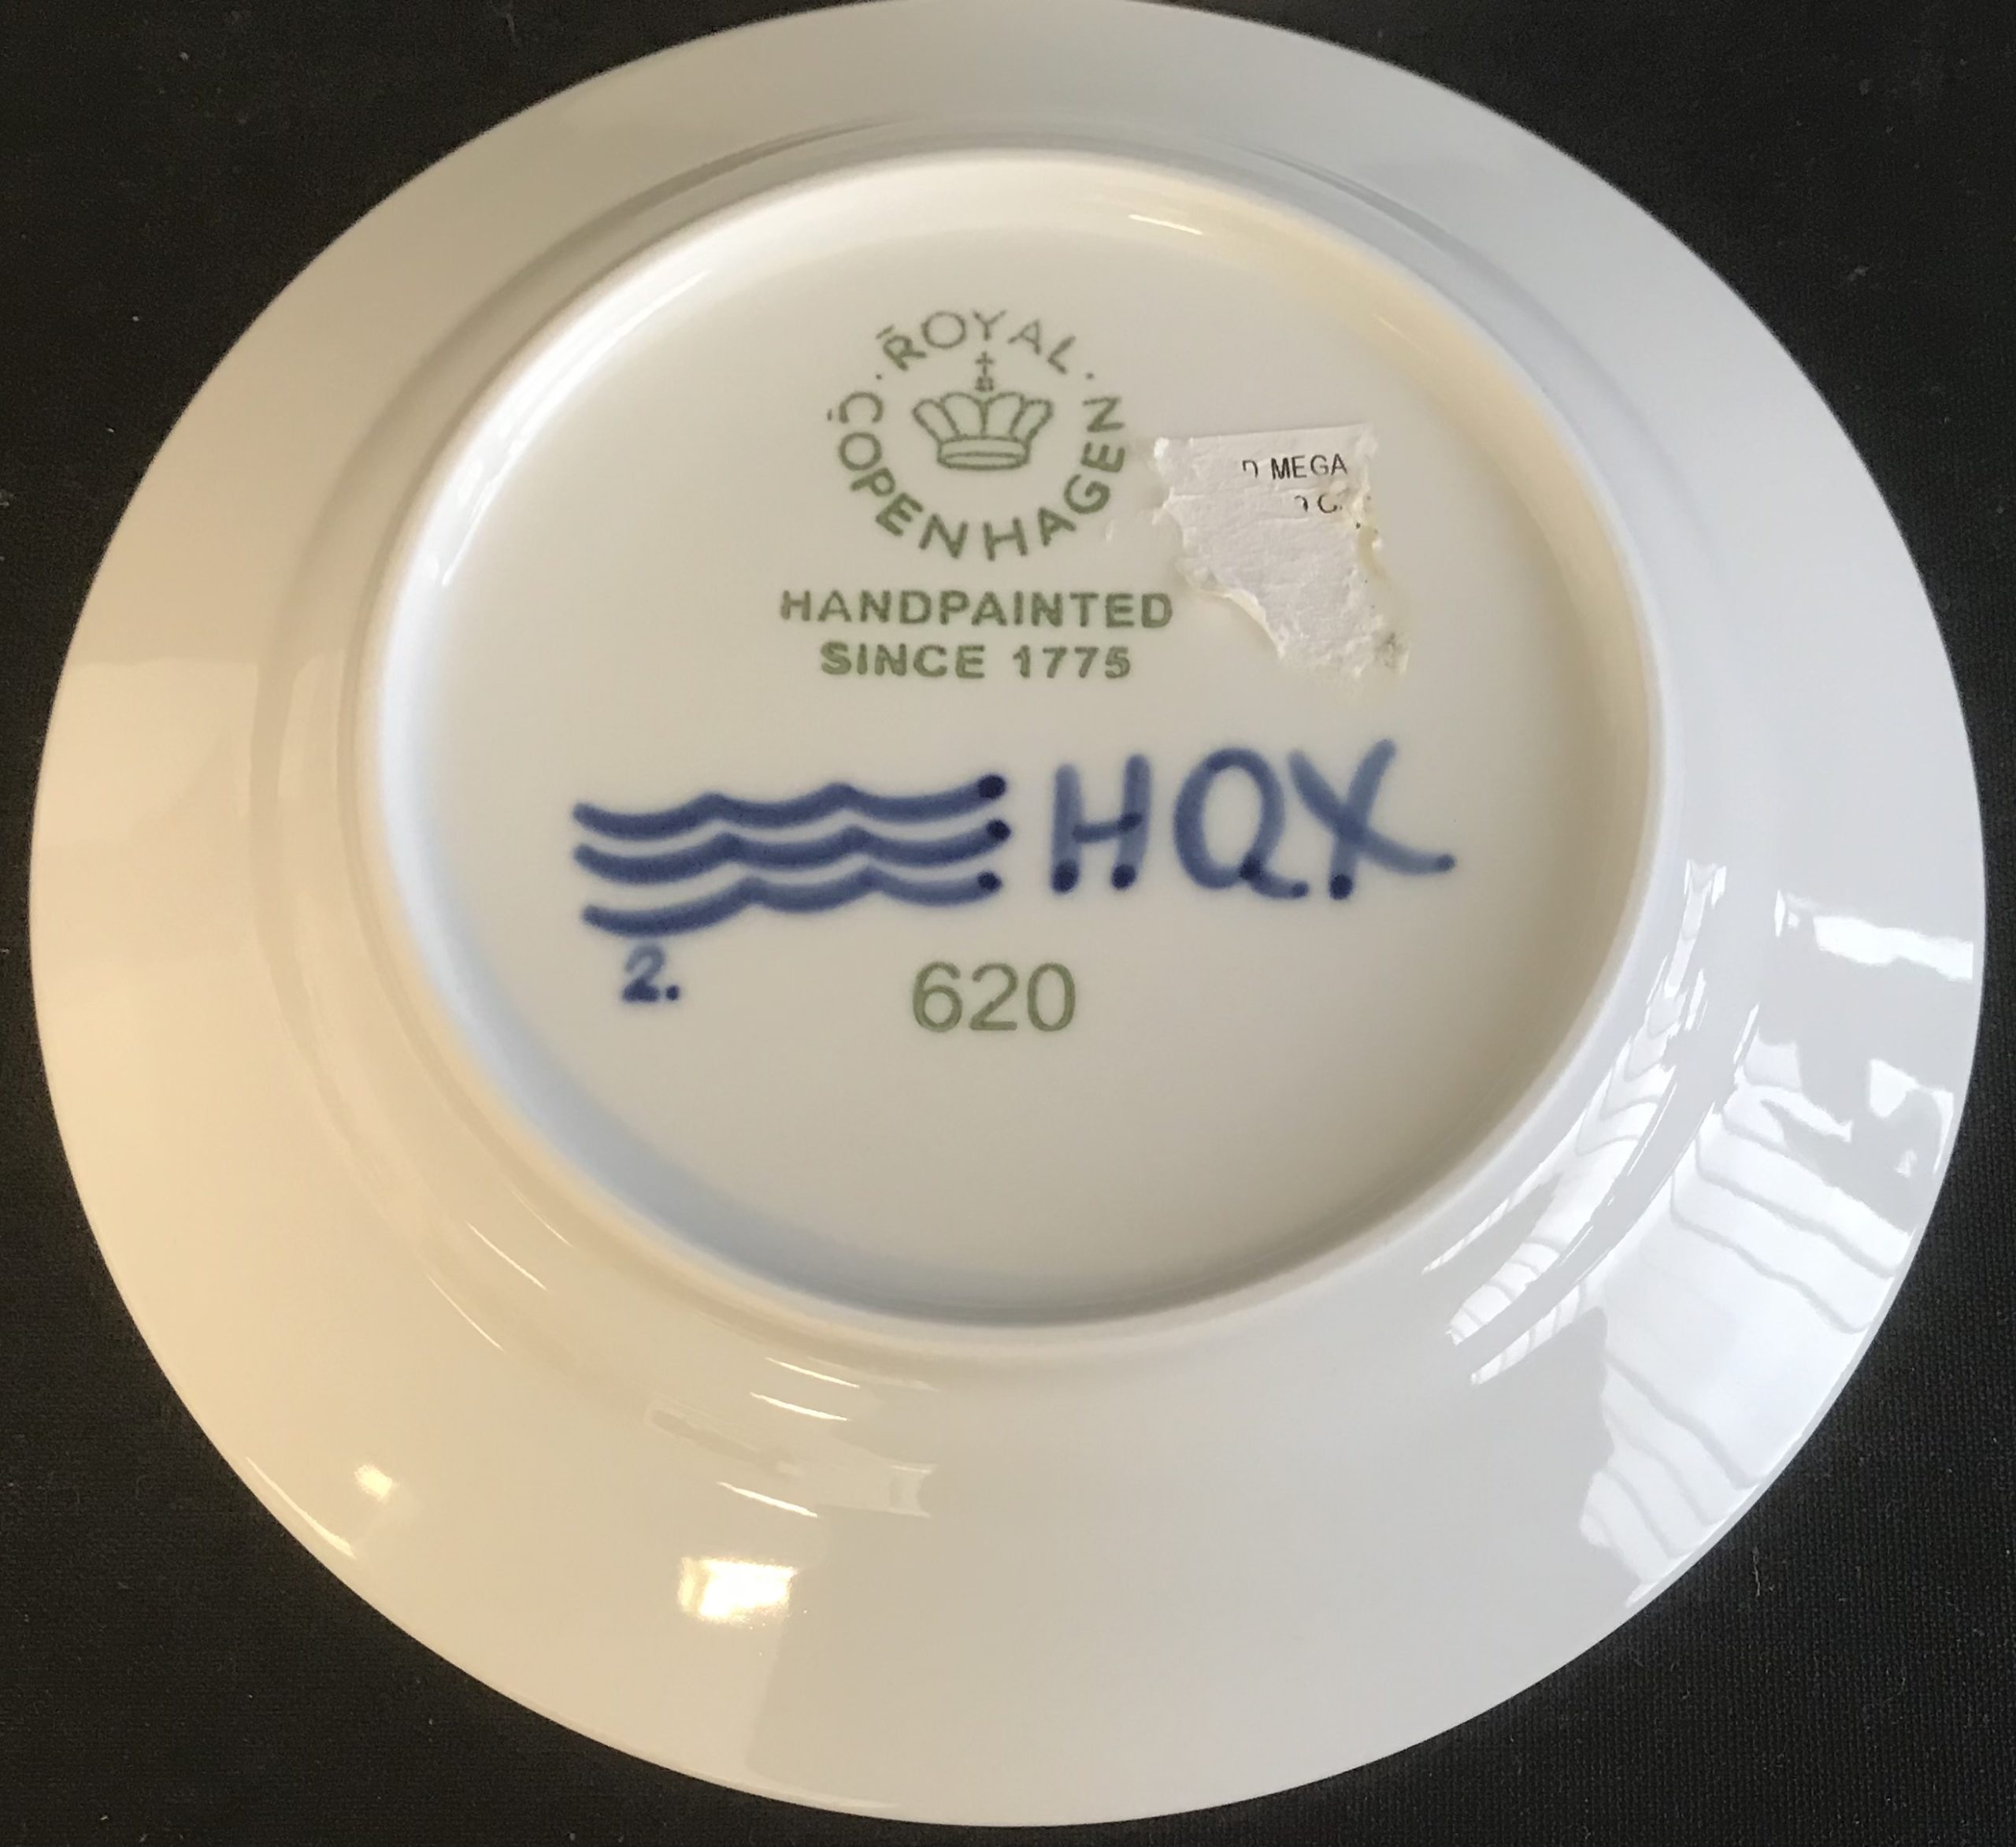 ROYAL
COPENHAGEN
MEGA
HANDPAINTED
SINCE 1775
HQX
2.
620